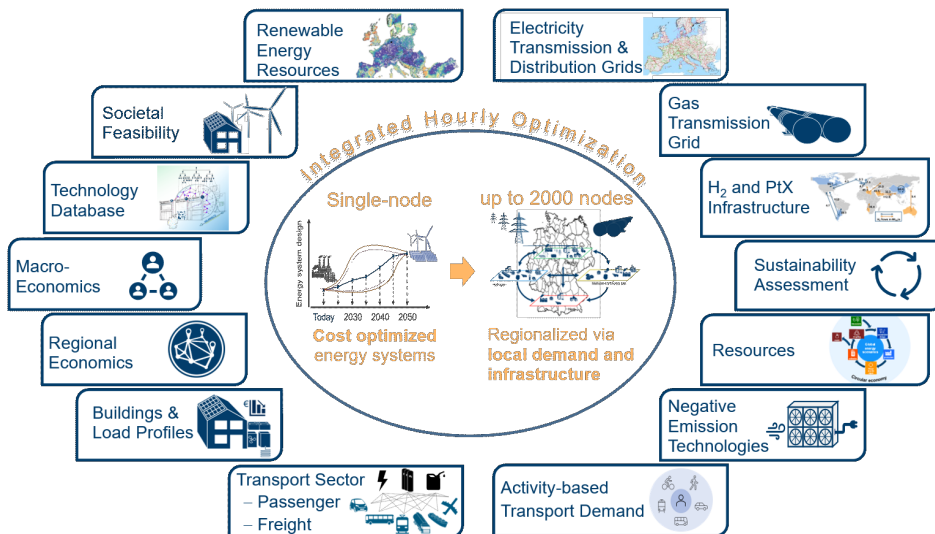 Renewable
Energy
Resources
Electricity
Transmission &
Distribution Grids
Societal
Feasibility
Gas
Transmission
Grid
Technology
Database
H₂ and PtX
Infrastructure
Macro-
Economics
Sustainability
Assessment
Regional
Economics
Resources
Circular economy
Buildings &
Load Profiles
Negative
Emission
Technologies
Transport Sector
– Passenger
– Freight
Activity-based
Transport Demand
Integrated Hourly Optimization
Single-node
Energy system design
Today 2030 2040 2050
Cost optimized
energy systems
up to 2000 nodes
Regionalized via
local demand and
infrastructure